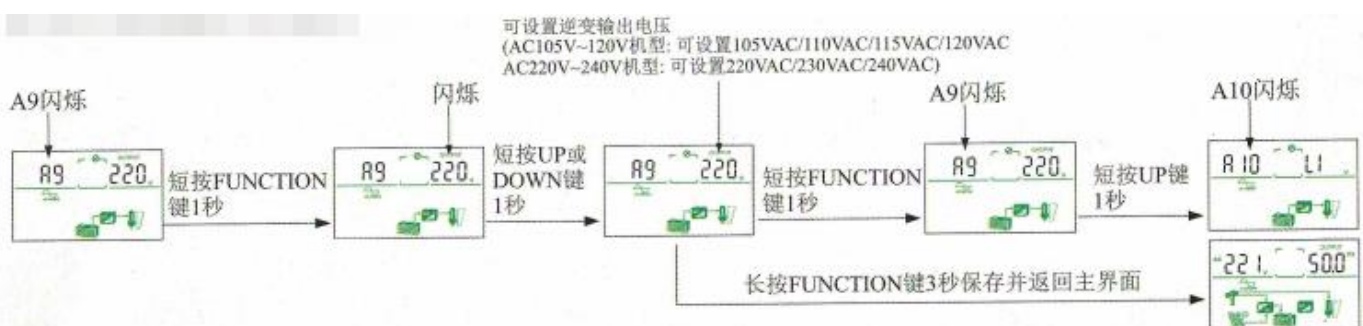 可设置逆变输出电压
(AC105V~120V机型: 可设置105VAC/110VAC/115VAC/120VAC
AC220V~240V机型: 可设置220VAC/230VAC/240VAC)
A9闪烁
闪烁
A9闪烁
A10闪烁
A9 220
短按FUNCTION
键1秒
A9 220
短按UP或
DOWN键
1秒
A9 220
短按FUNCTION
键1秒
A9 220
短按UP键
1秒
A10 LI
长按FUNCTION键3秒保存并返回主界面
221 50.0